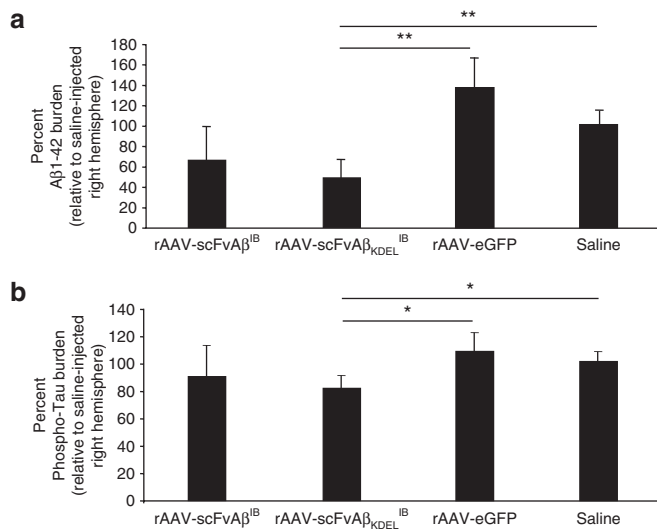 a
**
**
180
160
140
120
100
80
60
40
20
0
Percent
Aβ1-42 burden
(relative to saline-injected
right hemisphere)
rAAV-scFvAβIB rAAV-scFvAβKDELIB rAAV-eGFP Saline
b
*
*
140
120
100
80
60
40
20
0
Percent
Phospho-Tau burden
(relative to saline-injected
right hemisphere)
rAAV-scFvAβIB rAAV-scFvAβKDELIB rAAV-eGFP Saline